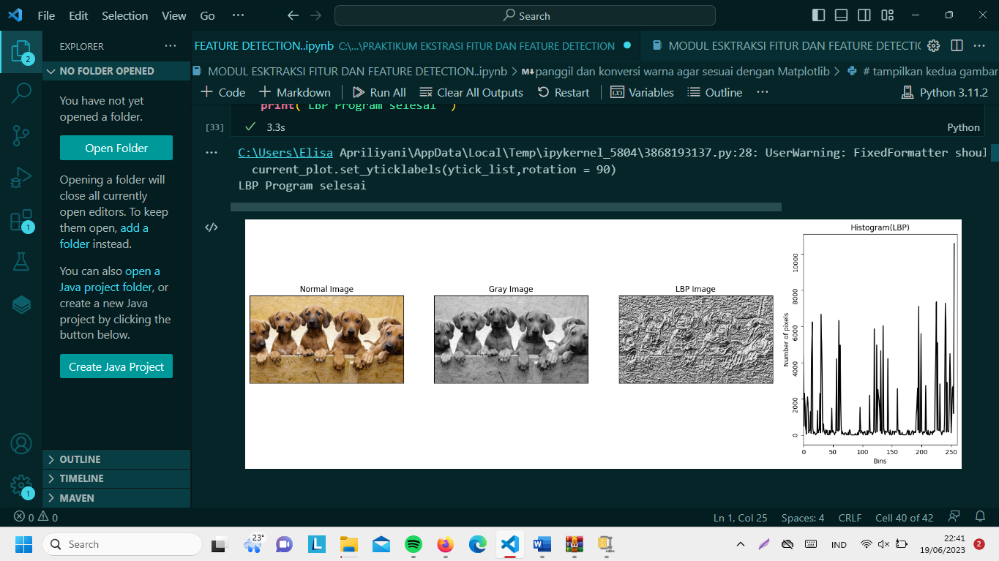 File Edit Selection View Go ···
Search
EXPLORER ···
NO FOLDER OPENED
You have not yet
opened a folder.
Open Folder
Opening a folder will
close all currently
open editors. To keep
them open, add a
folder instead.
You can also open a
Java project folder, or
create a new Java
project by clicking the
button below.
Create Java Project
OUTLINE
TIMELINE
MAVEN
2
1
1
FEATURE DETECTION..ipynb C:\...\PRAKTIKUM EKSTRASI FITUR DAN FEATURE DETECTION
MODUL ESKTRAKSI FITUR DAN FEATURE DETECTIO
MODUL ESKTRAKSI FITUR DAN FEATURE DETECTION..ipynb > M↓panggil dan konversi warna agar sesuai dengan Matplotlib > # tampilkan kedua gambar
+ Code + Markdown Run All Clear All Outputs Restart Variables Outline ··· Python 3.11.2
print("LBP Program selesai")
[33] 3.3s Python
C:\Users\Elisa Apriliyani\AppData\Local\Temp\ipykernel_5804\3868193137.py:28: UserWarning: FixedFormatter shoul
current_plot.set_yticklabels(ytick_list,rotation = 90)
LBP Program selesai
Normal Image
Gray Image
LBP Image
Histogram(LBP)
Number of pixels
10000
8000
6000
4000
2000
0
0 50 100 150 200 250
Bins
0 0 Ln 1, Col 25 Spaces: 4 CRLF Cell 40 of 42
Search
23°
IND
22:41
19/06/2023
2